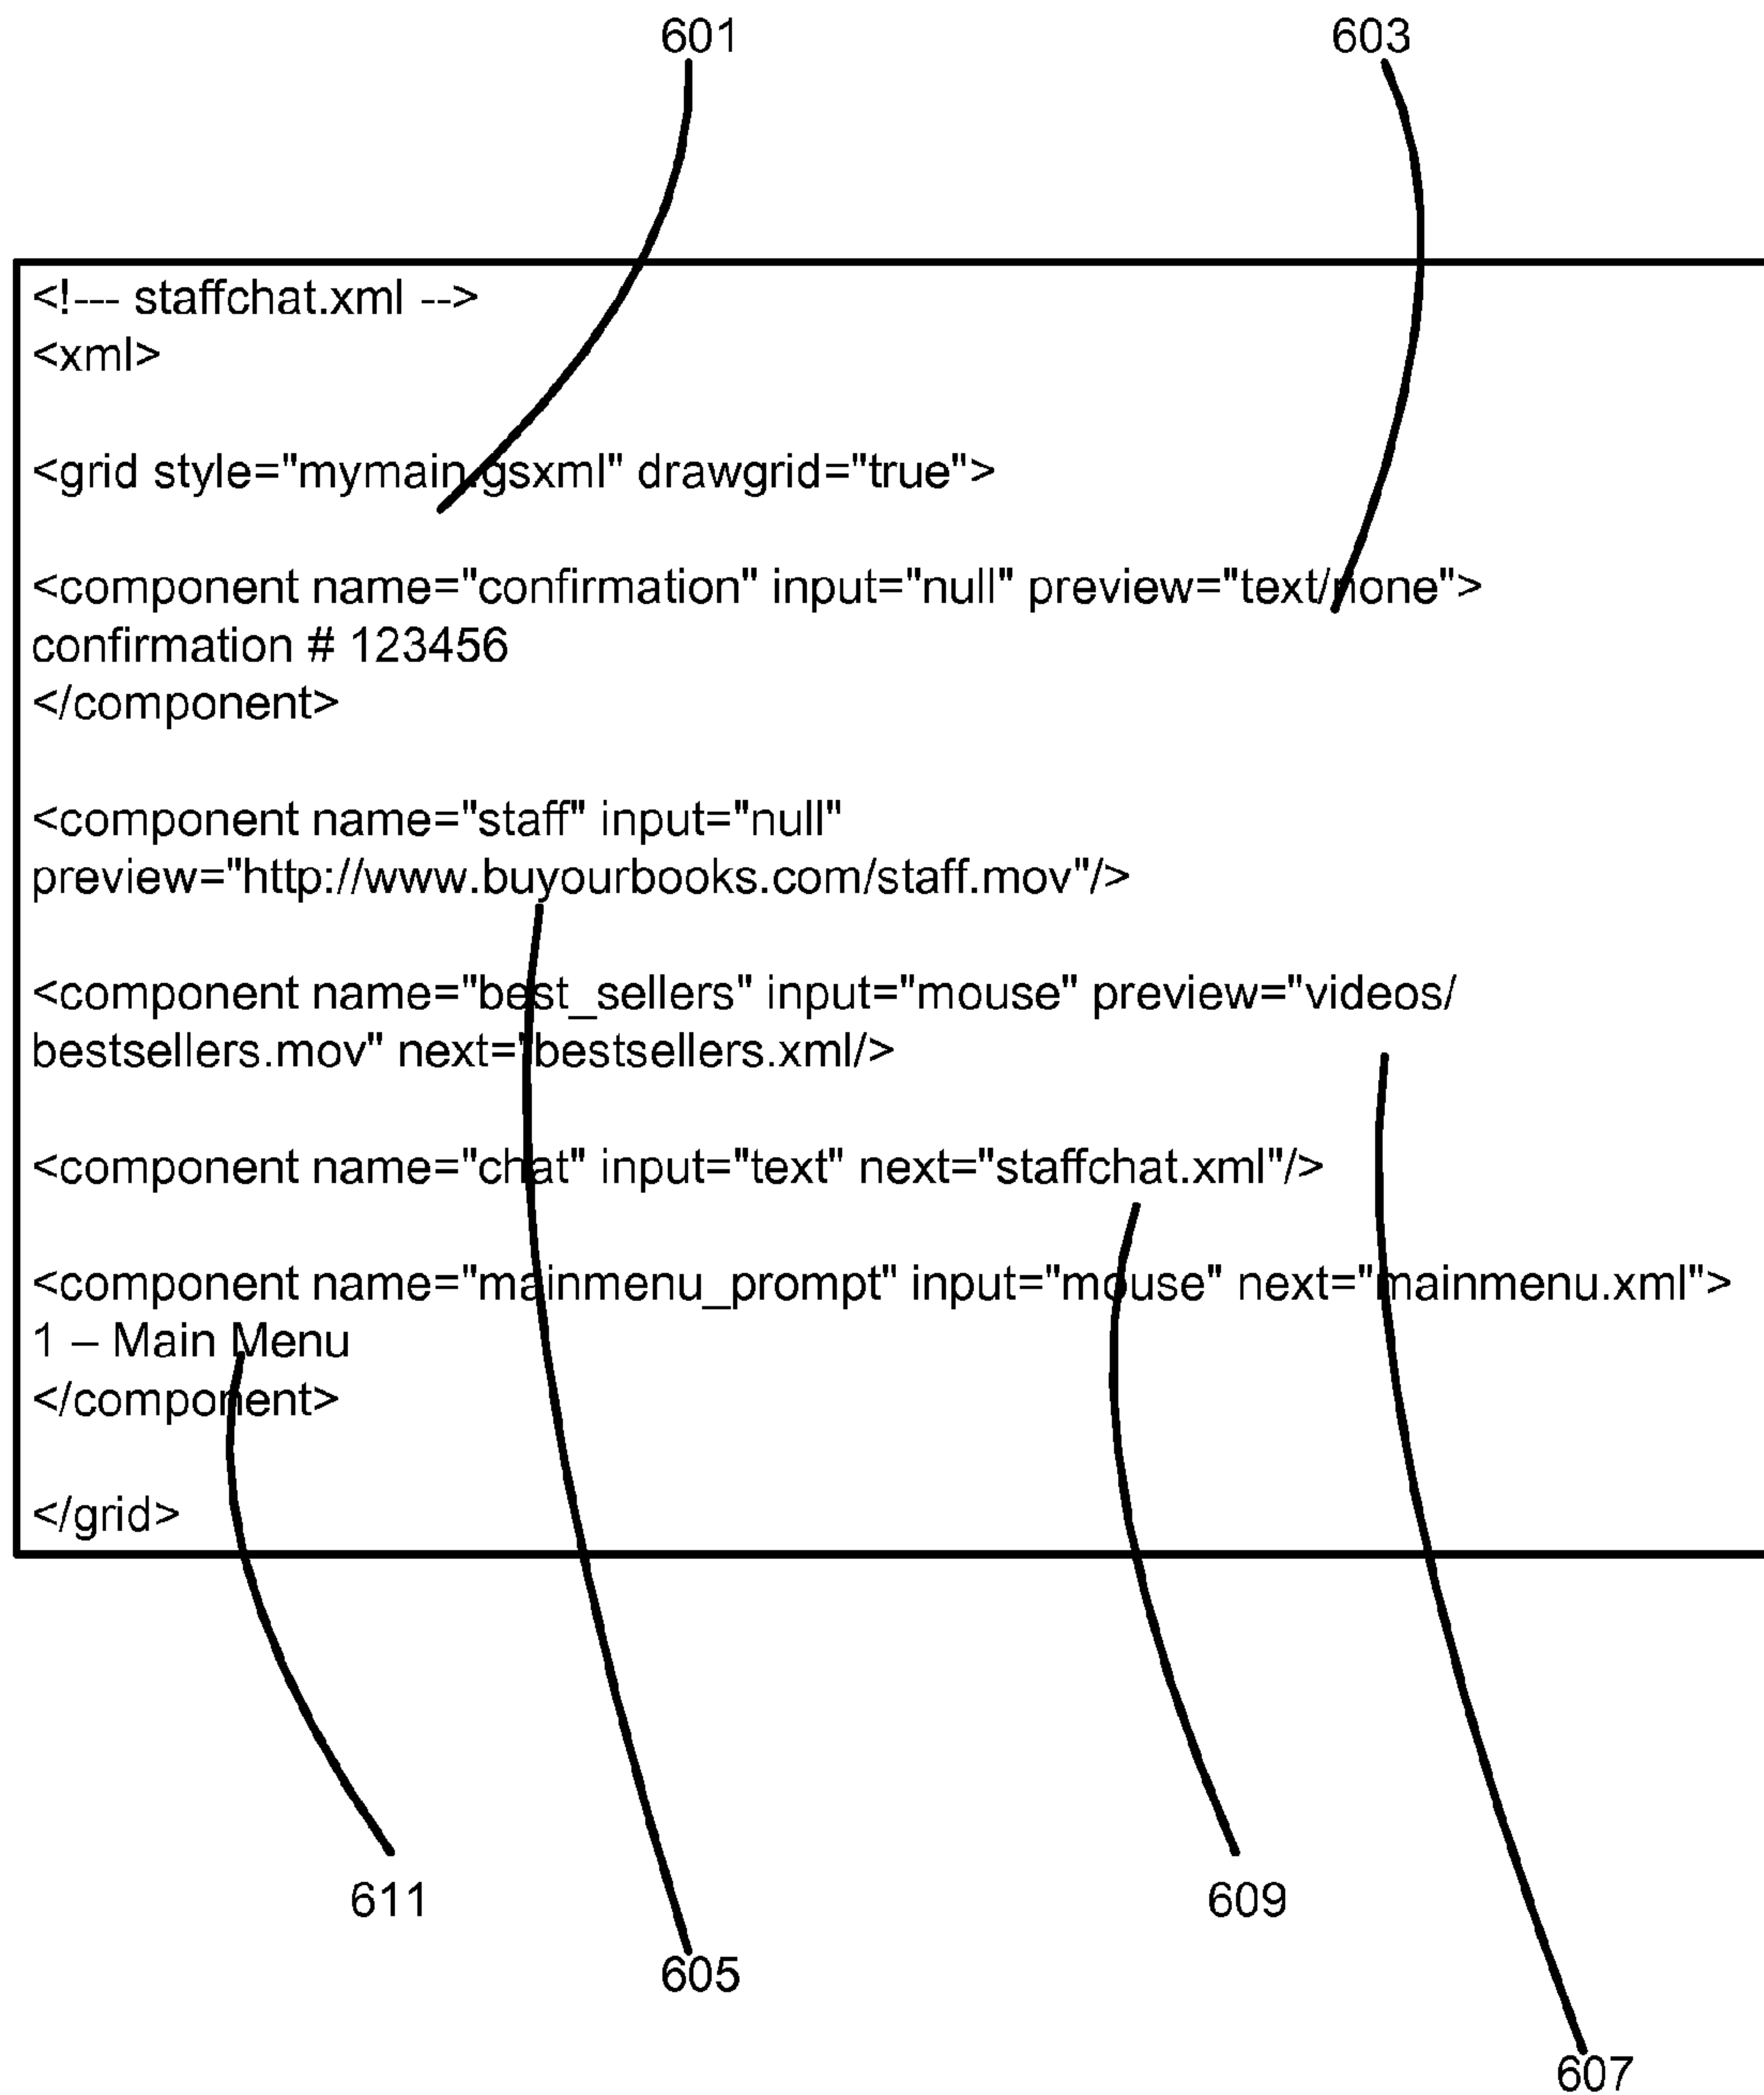 601 603
<!--- staffchat.xml -->
<xml>
<grid style="mymain.gsxml" drawgrid="true">
<component name="confirmation" input="null" preview="text/none">
confirmation # 123456
</component>
<component name="staff" input="null"
preview="http://www.buyourbooks.com/staff.mov"/>
<component name="best_sellers" input="mouse" preview="videos/
bestsellers.mov" next="bestsellers.xml/>
<component name="chat" input="text" next="staffchat.xml"/>
<component name="mainmenu_prompt" input="mouse" next="mainmenu.xml">
1 – Main Menu
</component>
</grid>
611 609
605
607